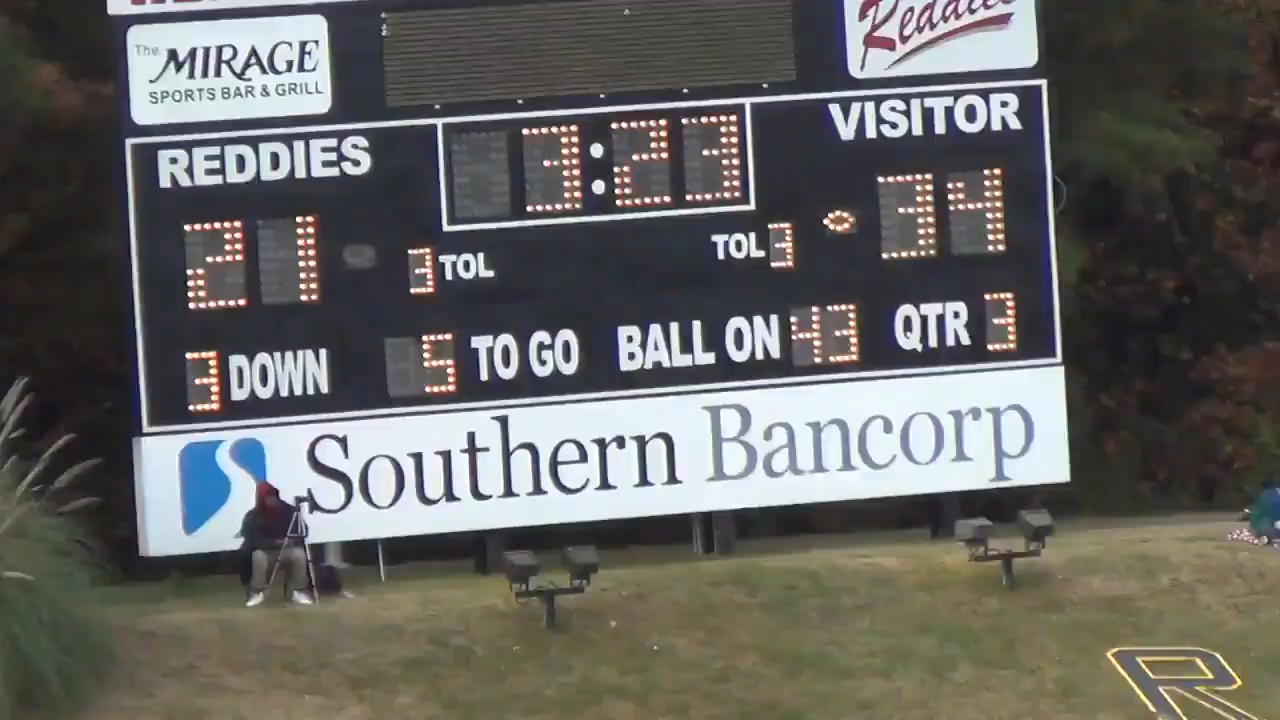 The
MIRAGE
SPORTS BAR & GRILL
Reddies
REDDIES
3:23
VISITOR
21
3 TOL
TOL 3
34
3 DOWN
5 TO GO
BALL ON 43
QTR 3
Southern Bancorp
R